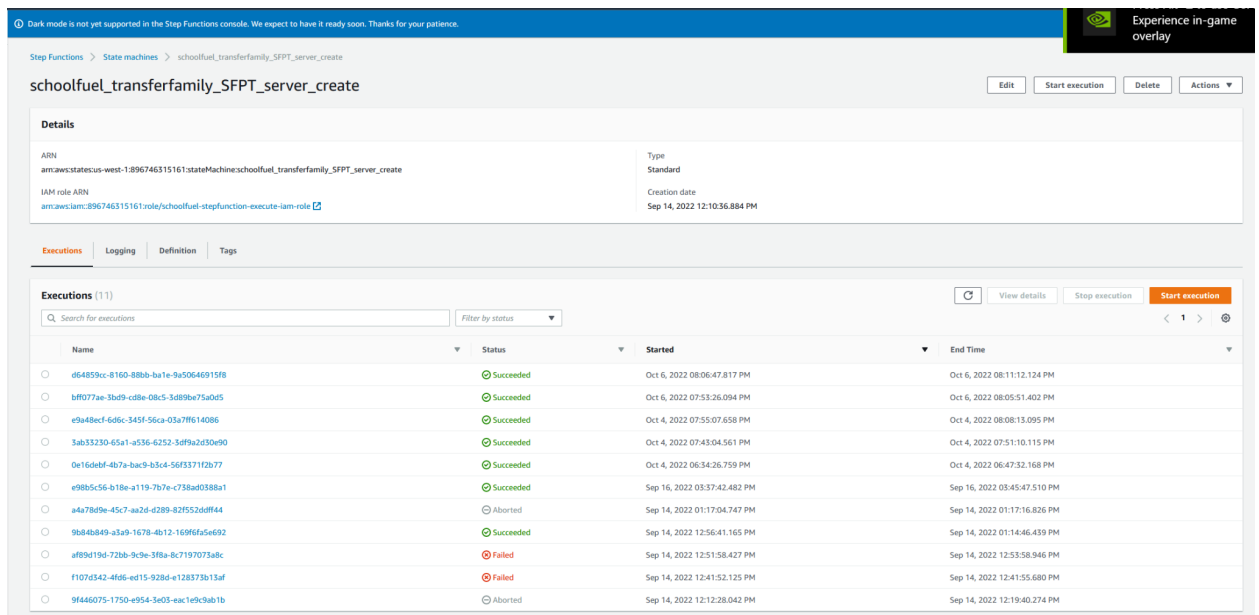 Dark mode is not yet supported in the Step Functions console. We expect to have it ready soon. Thanks for your patience.
Experience in-game
overlay
Step Functions > State machines > schoolfuel_transferfamily_SFPT_server_create
schoolfuel_transferfamily_SFPT_server_create
Edit Start execution Delete Actions
Details
ARN Type
arn:aws:states:us-west-1:896746315161:stateMachine:schoolfuel_transferfamily_SFPT_server_create Standard
IAM role ARN Creation date
arn:aws:iam::896746315161:role/schoolfuel-stepfunction-execute-iam-role Sep 14, 2022 12:10:36.884 PM
Executions Logging Definition Tags
Executions (11) View details Stop execution Start execution
Search for executions Filter by status < 1 >
Name Status Started End Time
d64859cc-8160-88bb-ba1e-9a50646915f8 Succeeded Oct 6, 2022 08:06:47.817 PM Oct 6, 2022 08:11:12.124 PM
bff077ae-3bd9-cd8e-08c5-3d89be75a0d5 Succeeded Oct 6, 2022 07:53:26.094 PM Oct 6, 2022 08:05:51.402 PM
e9a48ecf-6d6c-345f-56ca-03a7ff614086 Succeeded Oct 4, 2022 07:55:07.658 PM Oct 4, 2022 08:08:13.095 PM
3ab33230-65a1-a536-6252-3df9a2d30e90 Succeeded Oct 4, 2022 07:43:04.561 PM Oct 4, 2022 07:51:10.115 PM
0e16debf-4b7a-bac9-b3c4-56f3371f2b77 Succeeded Oct 4, 2022 06:34:26.759 PM Oct 4, 2022 06:47:32.168 PM
e98b5c56-b18e-a119-7b7e-c738ad0388a1 Succeeded Sep 16, 2022 03:37:42.482 PM Sep 16, 2022 03:45:47.510 PM
a4a78d9e-45c7-aa2d-d289-82f552ddff44 Aborted Sep 14, 2022 01:17:04.747 PM Sep 14, 2022 01:17:16.826 PM
9b84b849-a3a9-1678-4b12-169f6fa5e692 Succeeded Sep 14, 2022 12:56:41.165 PM Sep 14, 2022 01:14:46.439 PM
af89d19d-72bb-9c9e-3f8a-8c7197073a8c Failed Sep 14, 2022 12:51:58.427 PM Sep 14, 2022 12:53:58.946 PM
f107d342-4fd6-ed15-928d-e128373b13af Failed Sep 14, 2022 12:41:52.125 PM Sep 14, 2022 12:41:55.680 PM
9f446075-1750-e954-3e03-eac1e9c9ab1b Aborted Sep 14, 2022 12:12:28.042 PM Sep 14, 2022 12:19:40.274 PM